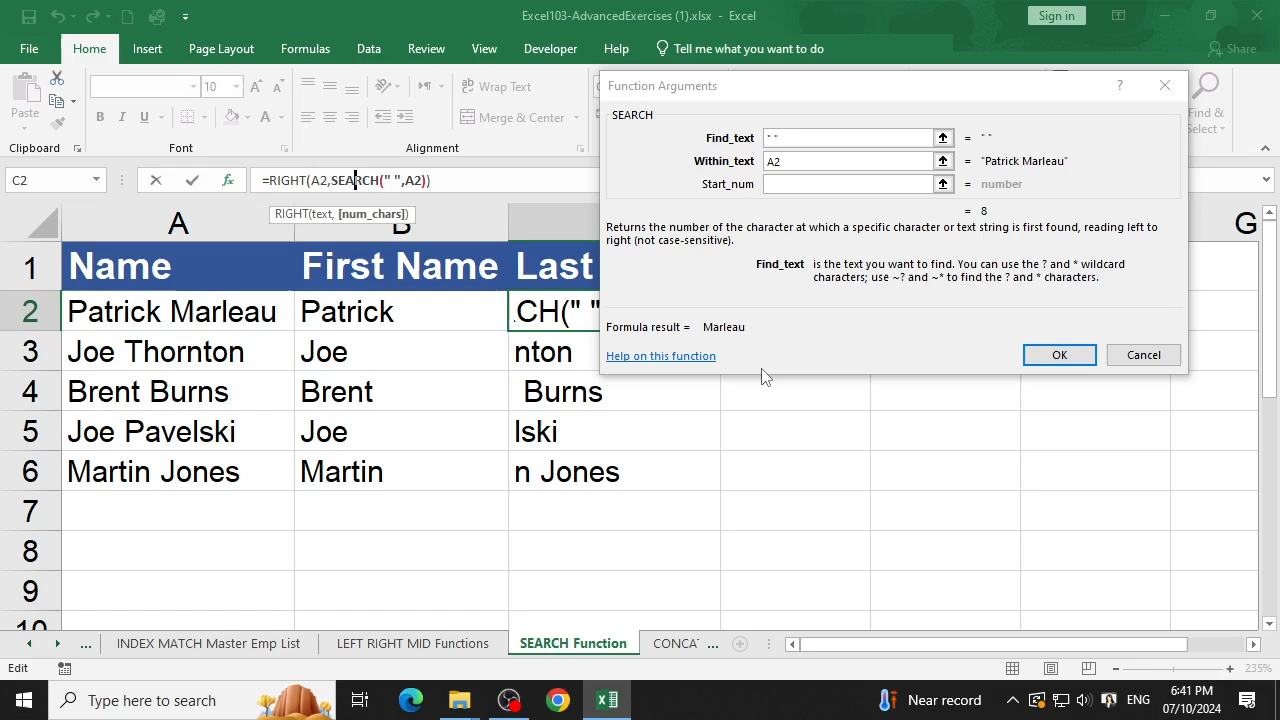 Excel103-AdvancedExercises (1).xlsx - Excel
Sign in
File Home Insert Page Layout Formulas Data Review View Developer Help Tell me what you want to do Share
Paste
10
B I U
Wrap Text
Merge & Center
Find &
Select
Clipboard Font Alignment
C2
=RIGHT(A2,SEARCH(" ",A2))
RIGHT(text, [num_chars])
Function Arguments
?
SEARCH
Find_text " " = " "
Within_text A2 = "Patrick Marleau"
Start_num = number
= 8
Returns the number of the character at which a specific character or text string is first found, reading left to
right (not case-sensitive).
Find_text is the text you want to find. You can use the ? and * wildcard
characters; use ~? and ~* to find the ? and * characters.
Formula result = Marleau
Help on this function
OK
Cancel
A B G
1 Name First Name Last
2 Patrick Marleau Patrick .CH(" "
3 Joe Thornton Joe nton
4 Brent Burns Brent Burns
5 Joe Pavelski Joe lski
6 Martin Jones Martin n Jones
7
8
9
10
... INDEX MATCH Master Emp List LEFT RIGHT MID Functions SEARCH Function CONCA ...
Edit
235%
Type here to search
Near record
ENG
6:41 PM
07/10/2024